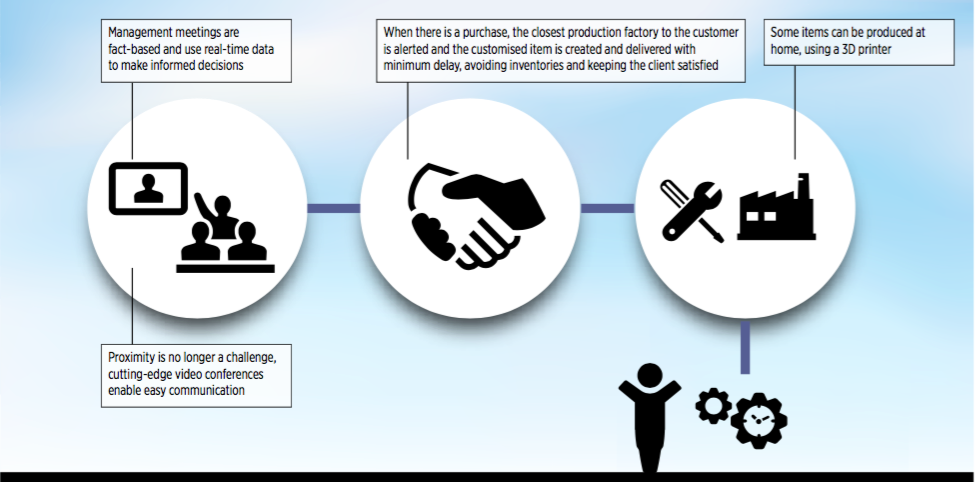 Management meetings are
fact-based and use real-time data
to make informed decisions
When there is a purchase, the closest production factory to the customer
is alerted and the customised item is created and delivered with
minimum delay, avoiding inventories and keeping the client satisfied
Some items can be produced at
home, using a 3D printer
Proximity is no longer a challenge,
cutting-edge video conferences
enable easy communication